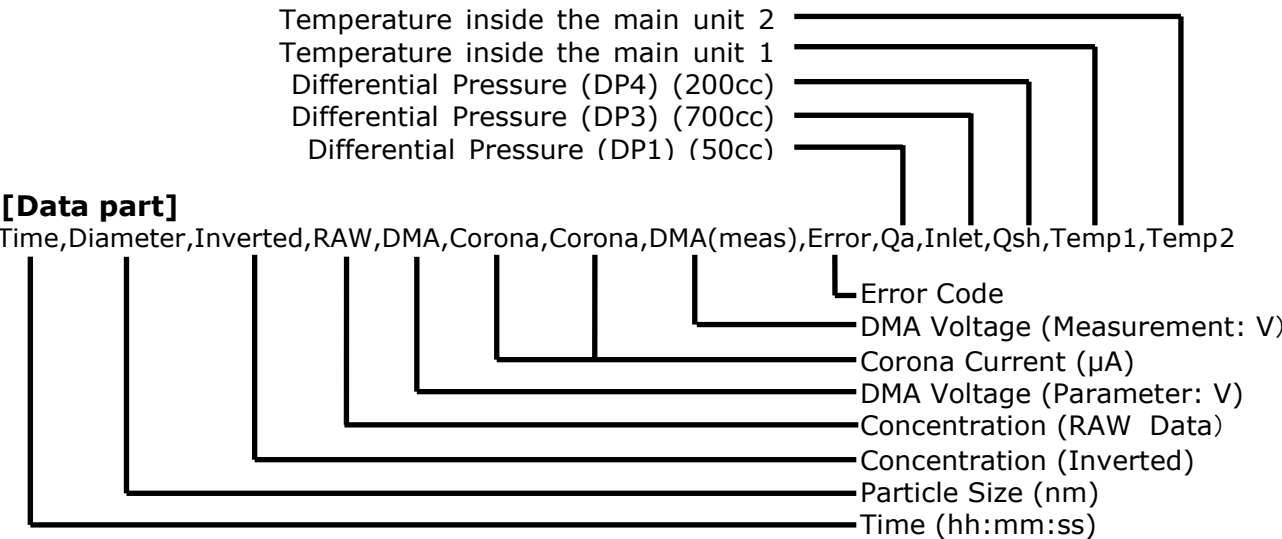 Temperature inside the main unit 2
Temperature inside the main unit 1
Differential Pressure (DP4) (200cc)
Differential Pressure (DP3) (700cc)
Differential Pressure (DP1) (50cc)
[Data part]
Time,Diameter,Inverted,RAW,DMA,Corona,Corona,DMA(meas),Error,Qa,Inlet,Qsh,Temp1,Temp2
Error Code
DMA Voltage (Measurement: V)
Corona Current (μA)
DMA Voltage (Parameter: V)
Concentration (RAW Data）
Concentration (Inverted)
Particle Size (nm)
Time (hh:mm:ss)